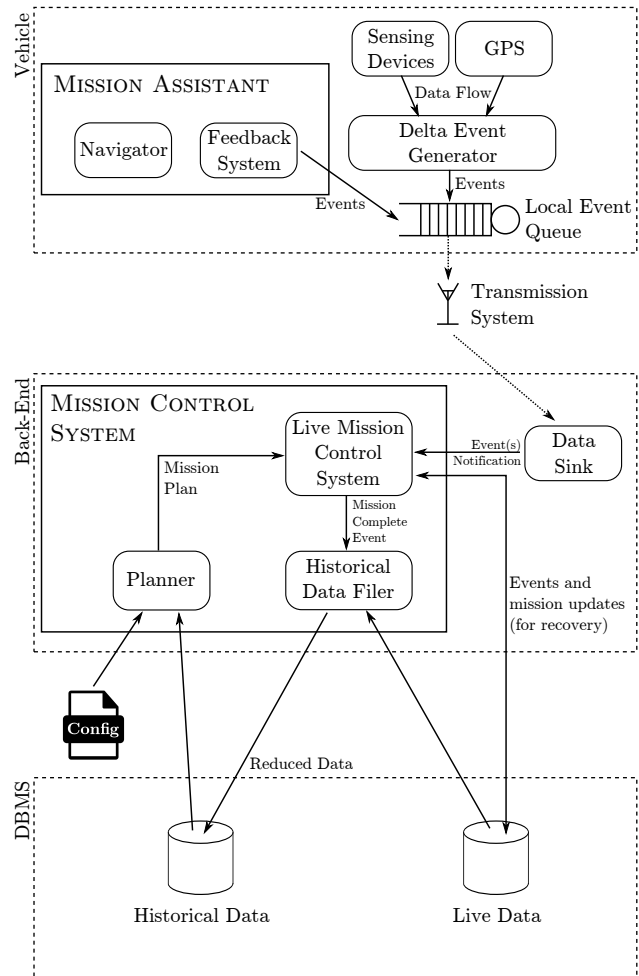 Vehicle
Sensing
Devices
GPS
MISSION ASSISTANT
Data Flow
Navigator
Feedback
System
Delta Event
Generator
Events
Events
Local Event
Queue
Transmission
System
Back-End
MISSION CONTROL
SYSTEM
Live Mission
Control
System
Event(s)
Notification
Data
Sink
Mission
Plan
Mission
Complete
Event
Planner
Historical
Data Filer
Events and
mission updates
(for recovery)
Config
Reduced Data
DBMS
Historical Data
Live Data